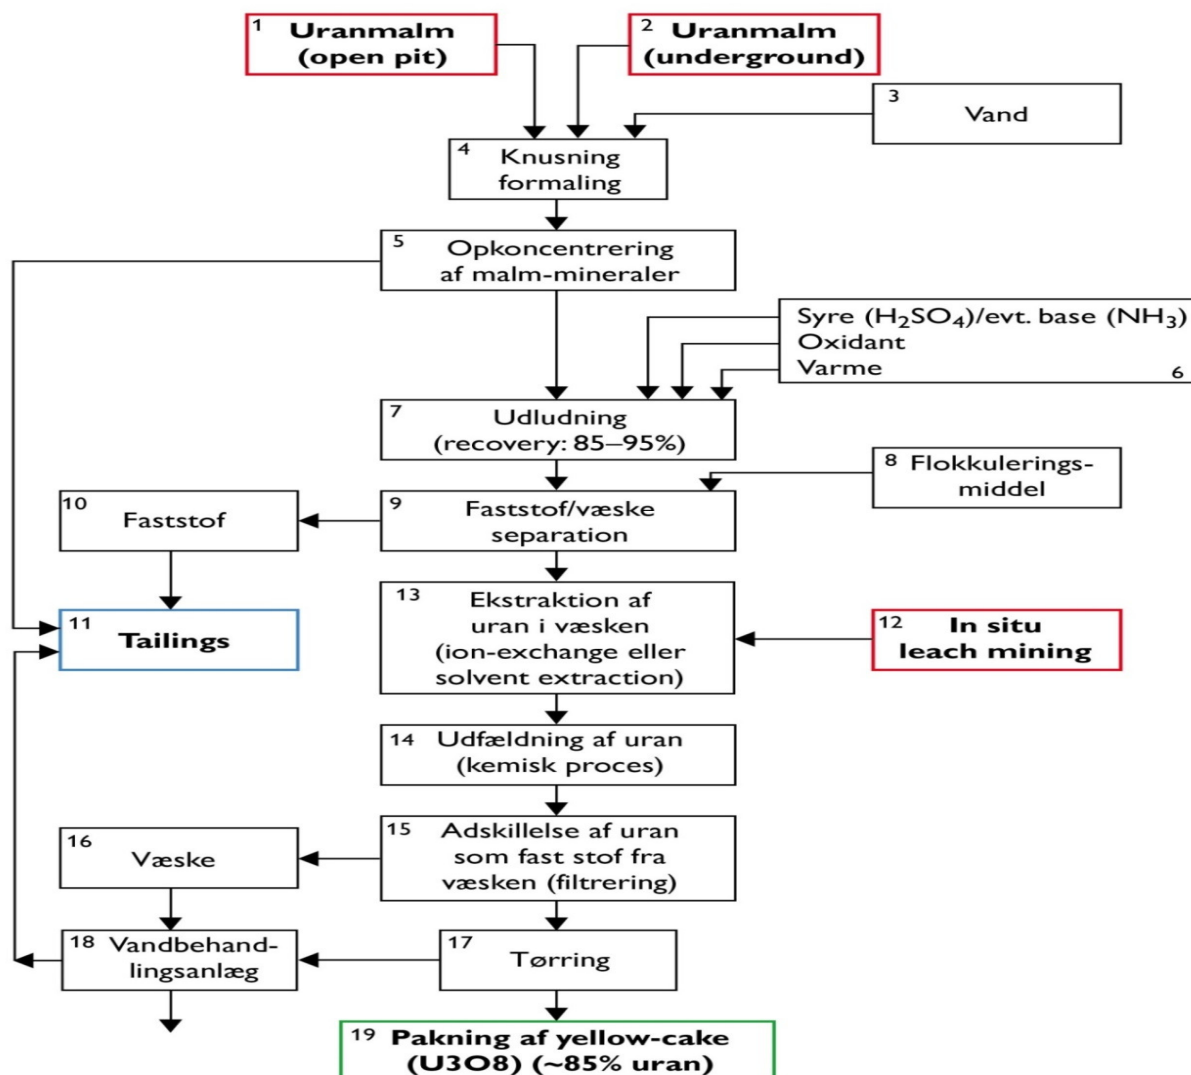 1 Uranmalm
(open pit)
2 Uranmalm
(underground)
3 Vand
4 Knusning
formaling
5 Opkoncentrering
af malm-mineraler
Syre (H₂SO₄)/evt. base (NH₃)
Oxidant
Varme 6
7 Udludning
(recovery: 85–95%)
8 Flokkulerings-
middel
9 Faststof/væske
separation
10 Faststof
11 Tailings
12 In situ
leach mining
13 Ekstraktion af
uran i væsken
(ion-exchange eller
solvent extraction)
14 Udfældning af uran
(kemisk proces)
15 Adskillelse af uran
som fast stof fra
væsken (filtrering)
16 Væske
17 Tørring
18 Vandbehand-
lingsanlæg
19 Pakning af yellow-cake
(U3O8) (~85% uran)